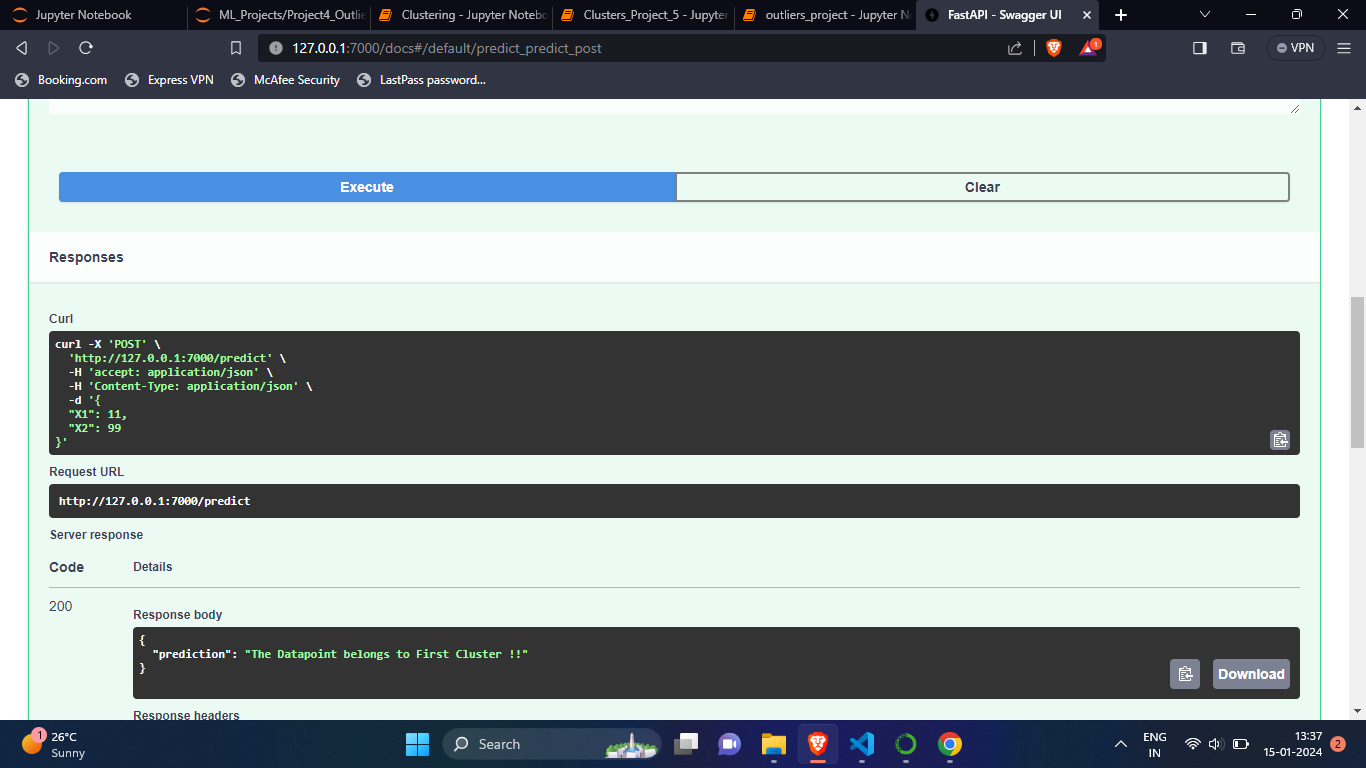 Jupyter Notebook
ML_Projects/Project4_Outlie
Clustering - Jupyter Notebo
Clusters_Project_5 - Jupyter
outliers_project - Jupyter N
FastAPI - Swagger UI
127.0.0.1:7000/docs#/default/predict_predict_post
1
VPN
Booking.com
Express VPN
McAfee Security
LastPass password...
Execute
Clear
Responses
Curl
curl -X 'POST' \
'http://127.0.0.1:7000/predict' \
-H 'accept: application/json' \
-H 'Content-Type: application/json' \
-d '{
"X1": 11,
"X2": 99
}'
Request URL
http://127.0.0.1:7000/predict
Server response
Code
Details
200
Response body
{
"prediction": "The Datapoint belongs to First Cluster !!"
}
Download
Response headers
1
26°C
Sunny
Search
ENG
IN
13:37
15-01-2024
2